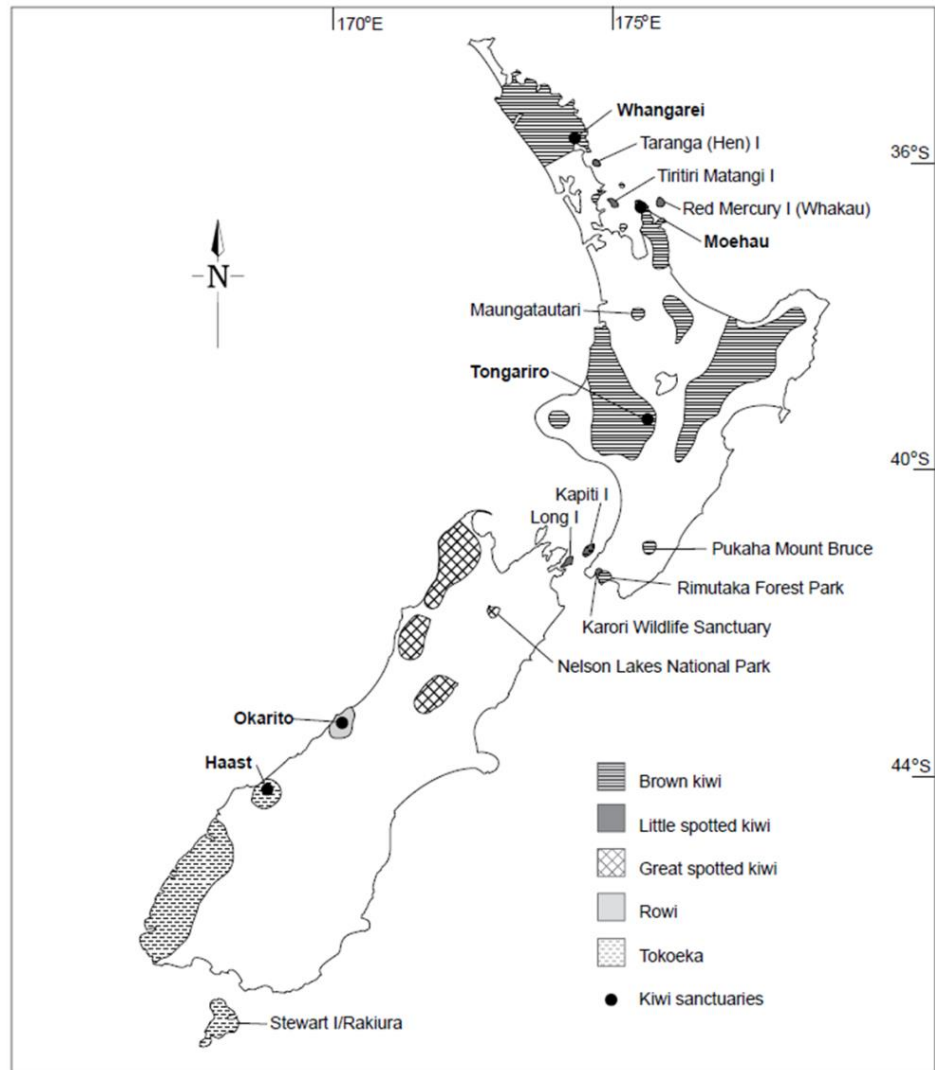 170°E
175°E
Whangarei
Taranga (Hen) I
36°S
Tiritiri Matangi I
Red Mercury I (Whakau)
Moehau
N
Maungatautari
Tongariro
40°S
Kapiti I
Long I
Pukaha Mount Bruce
Rimutaka Forest Park
Karori Wildlife Sanctuary
Nelson Lakes National Park
Okarito
Haast
44°S
Brown kiwi
Little spotted kiwi
Great spotted kiwi
Rowi
Tokoeka
Kiwi sanctuaries
Stewart I/Rakiura